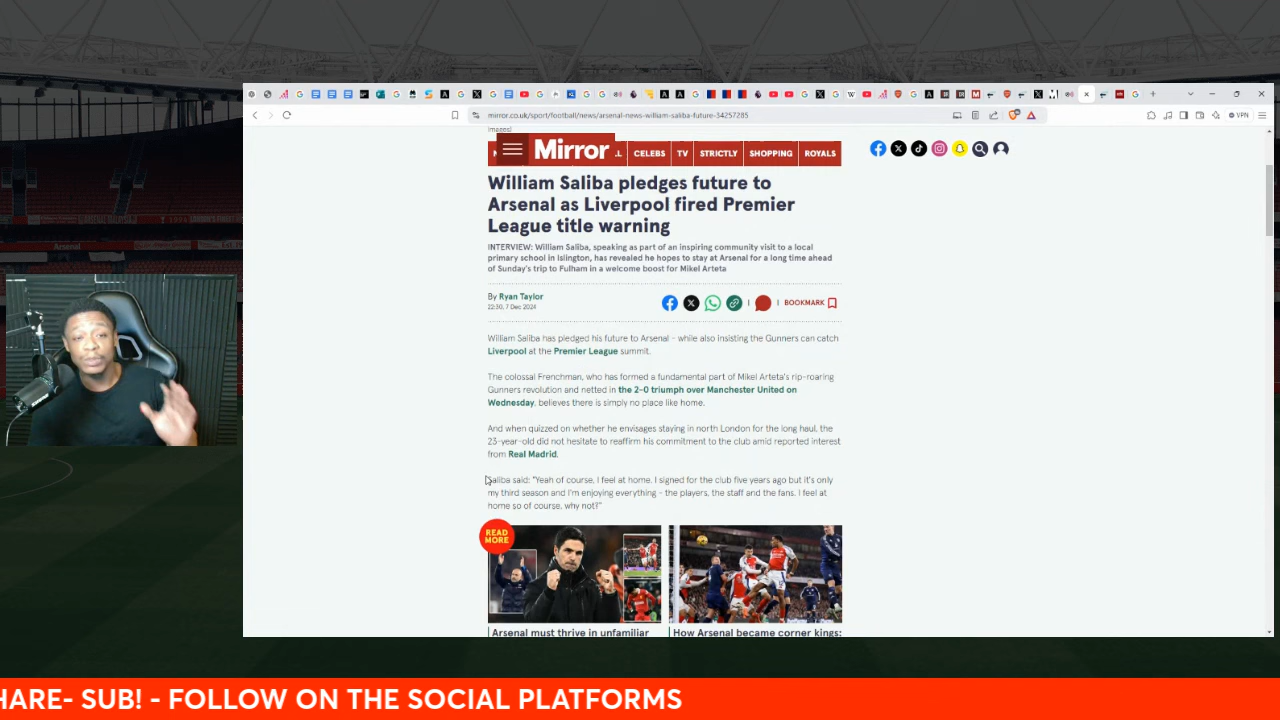 mirror.co.uk/sport/football/news/arsenal-news-william-saliba-future-34257285
VPN
images)
Mirror
CELEBS
TV
STRICTLY
SHOPPING
ROYALS
William Saliba pledges future to
Arsenal as Liverpool fired Premier
League title warning
INTERVIEW: William Saliba, speaking as part of an inspiring community visit to a local
primary school in Islington, has revealed he hopes to stay at Arsenal for a long time ahead
of Sunday's trip to Fulham in a welcome boost for Mikel Arteta
By Ryan Taylor
22:30, 7 Dec 2024
BOOKMARK
William Saliba has pledged his future to Arsenal - while also insisting the Gunners can catch
Liverpool at the Premier League summit.
The colossal Frenchman, who has formed a fundamental part of Mikel Arteta's rip-roaring
Gunners revolution and netted in the 2-0 triumph over Manchester United on
Wednesday, believes there is simply no place like home.
And when quizzed on whether he envisages staying in north London for the long haul, the
23-year-old did not hesitate to reaffirm his commitment to the club amid reported interest
from Real Madrid.
Saliba said: "Yeah of course, I feel at home. I signed for the club five years ago but it's only
my third season and I'm enjoying everything - the players, the staff and the fans. I feel at
home so of course, why not?"
READ
MORE
Arsenal must thrive in unfamiliar
How Arsenal became corner kings:
HARE- SUB! - FOLLOW ON THE SOCIAL PLATFORMS